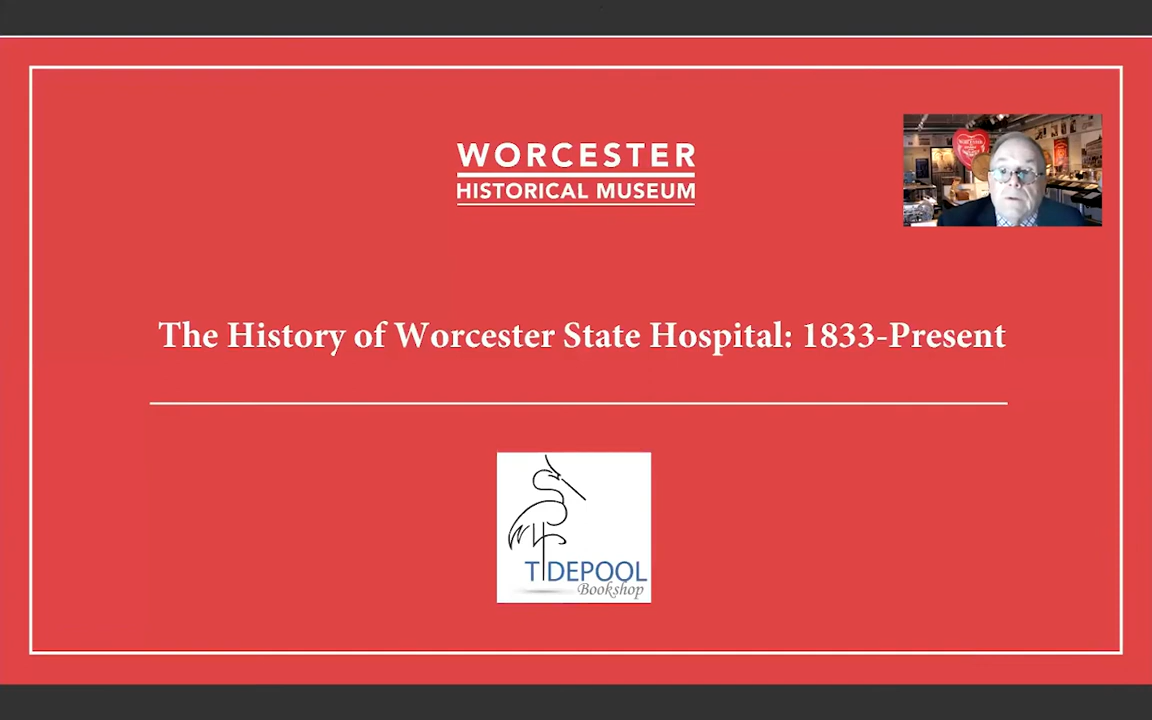 WORCESTER
HISTORICAL MUSEUM
The History of Worcester State Hospital: 1833-Present
TIDEPOOL
Bookshop